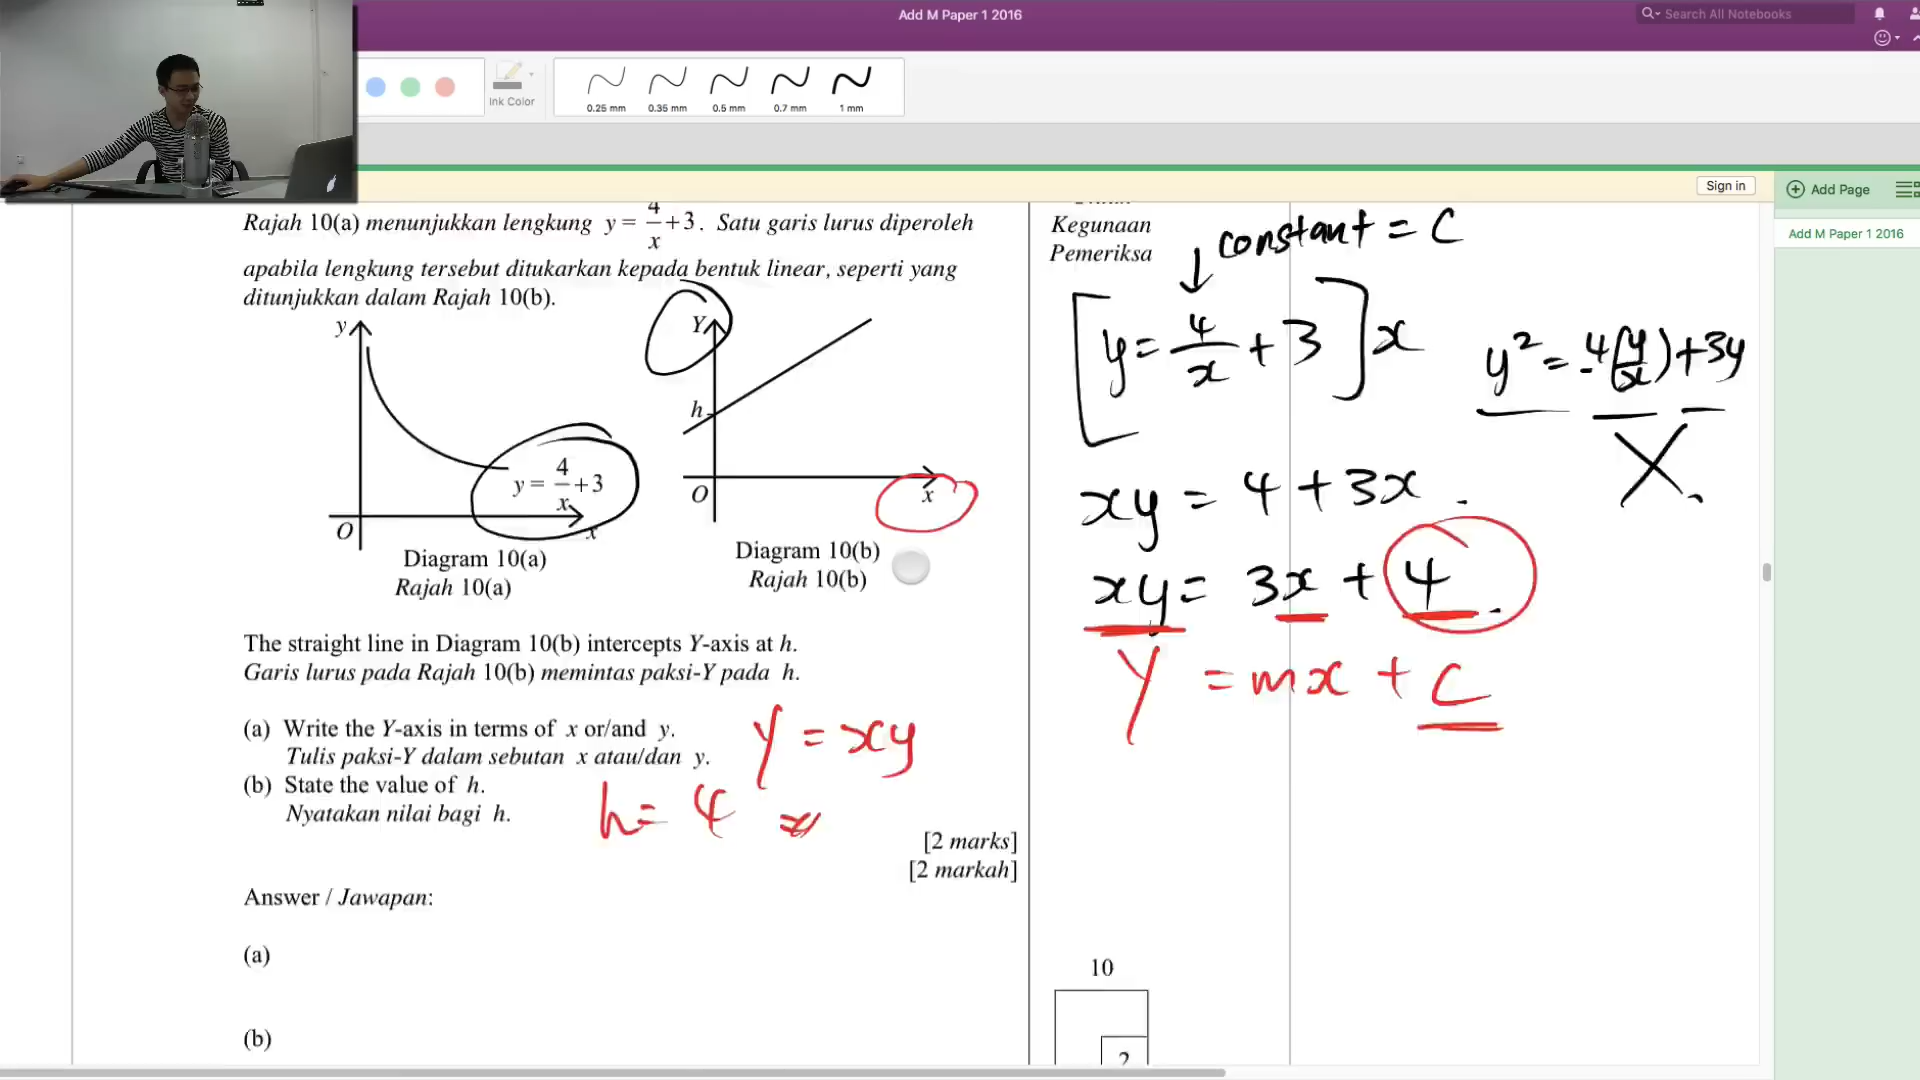 Add M Paper 1 2016
Search All Notebooks
Ink Color
0.25 mm
0.35 mm
0.5 mm
0.7 mm
1 mm
Sign in
Add Page
Add M Paper 1 2016
Rajah 10(a) menunjukkan lengkung y = 4/x + 3. Satu garis lurus diperoleh
apabila lengkung tersebut ditukarkan kepada bentuk linear, seperti yang
ditunjukkan dalam Rajah 10(b).
y
y = 4/x + 3
O
x
Diagram 10(a)
Rajah 10(a)
Y
h
O
x
Diagram 10(b)
Rajah 10(b)
The straight line in Diagram 10(b) intercepts Y-axis at h.
Garis lurus pada Rajah 10(b) memintas paksi-Y pada h.
(a) Write the Y-axis in terms of x or/and y.
Tulis paksi-Y dalam sebutan x atau/dan y.
Y = xy
(b) State the value of h.
Nyatakan nilai bagi h.
h = 4
[2 marks]
[2 markah]
Answer / Jawapan:
(a)
(b)
Kegunaan
Pemeriksa
↓ constant = C
[y = 4/x + 3] x
y² = 4(y/x) + 3y
X
xy = 4 + 3x
xy = 3x + 4
Y = mx + c
10
2